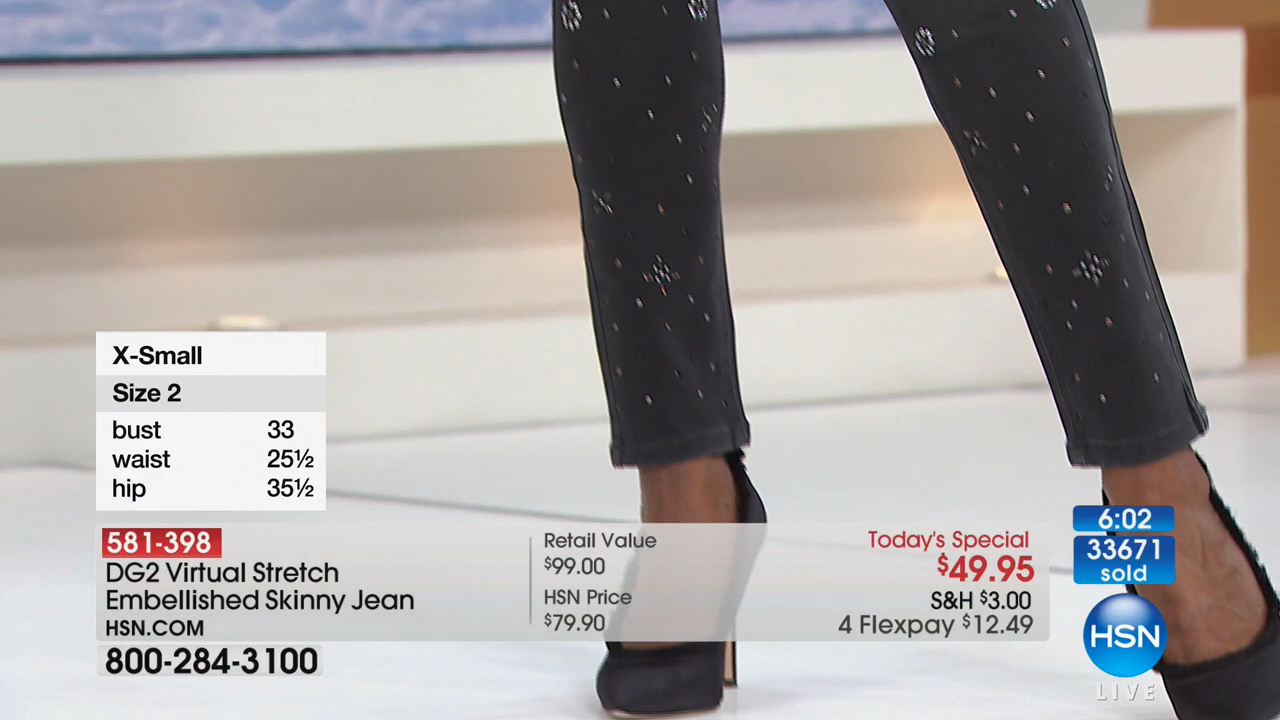 X-Small
Size 2
bust 33
waist 25½
hip 35½
581-398
DG2 Virtual Stretch
Embellished Skinny Jean
HSN.COM
800-284-3100
Retail Value
$99.00
HSN Price
$79.90
Today's Special
$49.95
S&H $3.00
4 Flexpay $12.49
6:02
33671
sold
HSN
LIVE